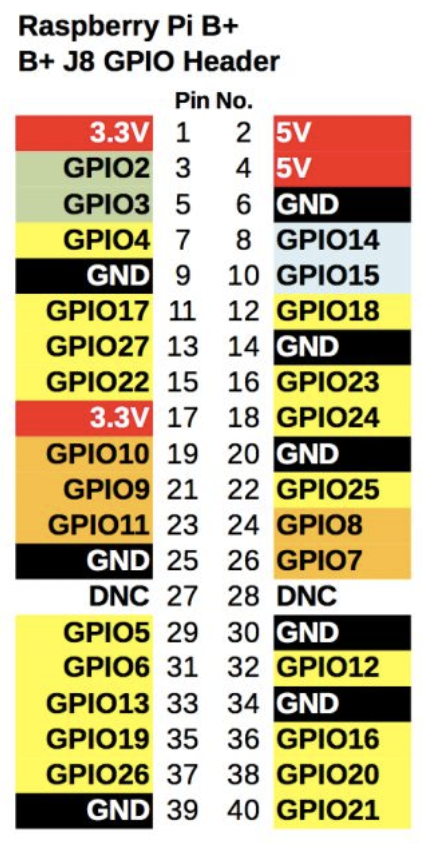 Raspberry Pi B+
B+ J8 GPIO Header
Pin No.
3.3V 1 2 5V
GPIO2 3 4 5V
GPIO3 5 6 GND
GPIO4 7 8 GPIO14
GND 9 10 GPIO15
GPIO17 11 12 GPIO18
GPIO27 13 14 GND
GPIO22 15 16 GPIO23
3.3V 17 18 GPIO24
GPIO10 19 20 GND
GPIO9 21 22 GPIO25
GPIO11 23 24 GPIO8
GND 25 26 GPIO7
DNC 27 28 DNC
GPIO5 29 30 GND
GPIO6 31 32 GPIO12
GPIO13 33 34 GND
GPIO19 35 36 GPIO16
GPIO26 37 38 GPIO20
GND 39 40 GPIO21